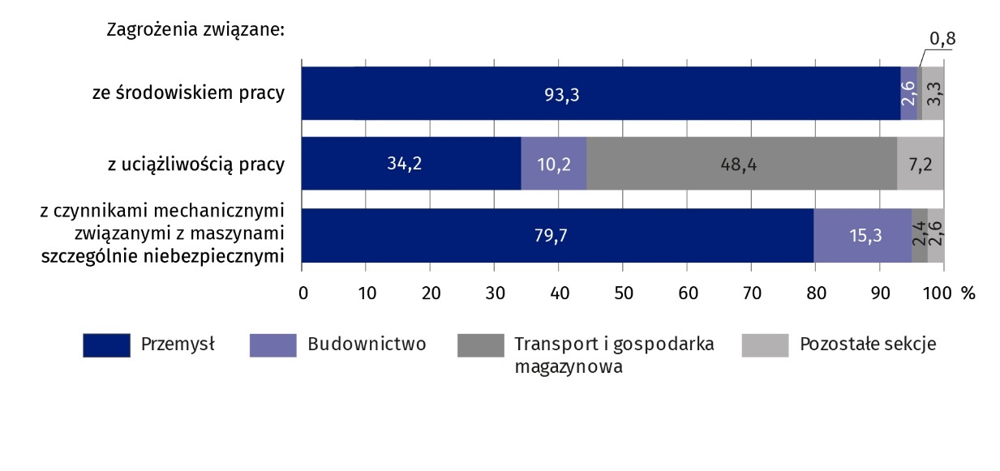 Zagrożenia związane:
0,8
ze środowiskiem pracy
93,3
2,6
3,3
z uciążliwością pracy
34,2
10,2
48,4
7,2
z czynnikami mechanicznymi
związanymi z maszynami
szczególnie niebezpiecznymi
79,7
15,3
2,4
2,6
0 10 20 30 40 50 60 70 80 90 100 %
Przemysł
Budownictwo
Transport i gospodarka
magazynowa
Pozostałe sekcje